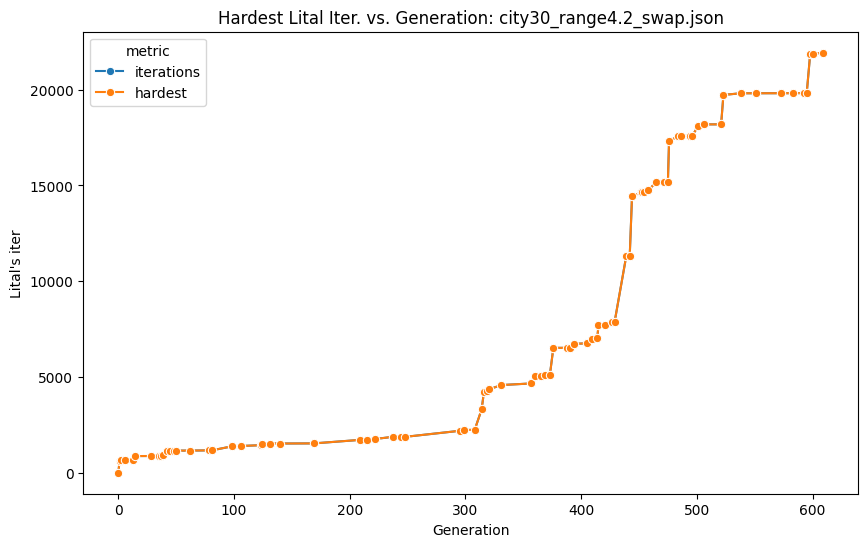 Hardest Lital Iter. vs. Generation: city30_range4.2_swap.json
metric
iterations
hardest
20000
15000
10000
5000
0
Lital's iter
0 100 200 300 400 500 600
Generation